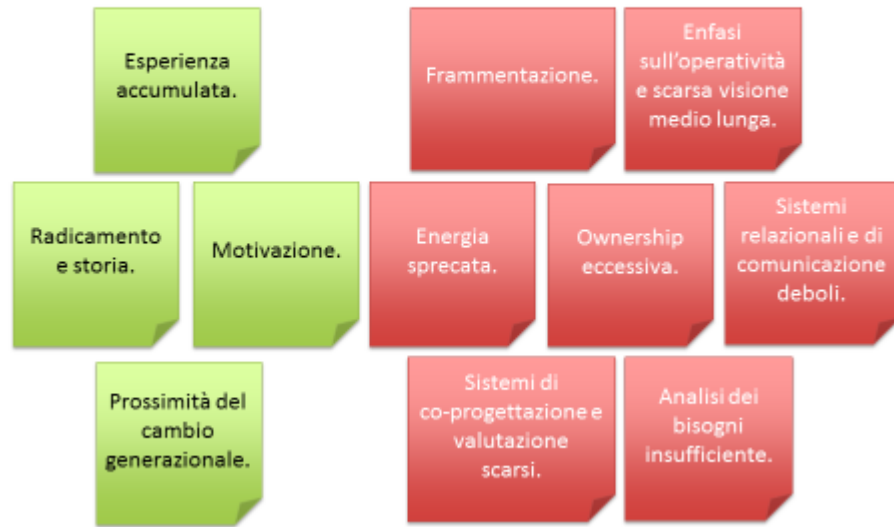 Esperienza
accumulata.
Frammentazione.
Enfasi
sull'operatività
e scarsa visione
medio lunga.
Radicamento
e storia.
Motivazione.
Energia
sprecata.
Ownership
eccessiva.
Sistemi
relazionali e di
comunicazione
deboli.
Prossimità del
cambio
generazionale.
Sistemi di
co-progettazione e
valutazione
scarsi.
Analisi dei
bisogni
insufficiente.